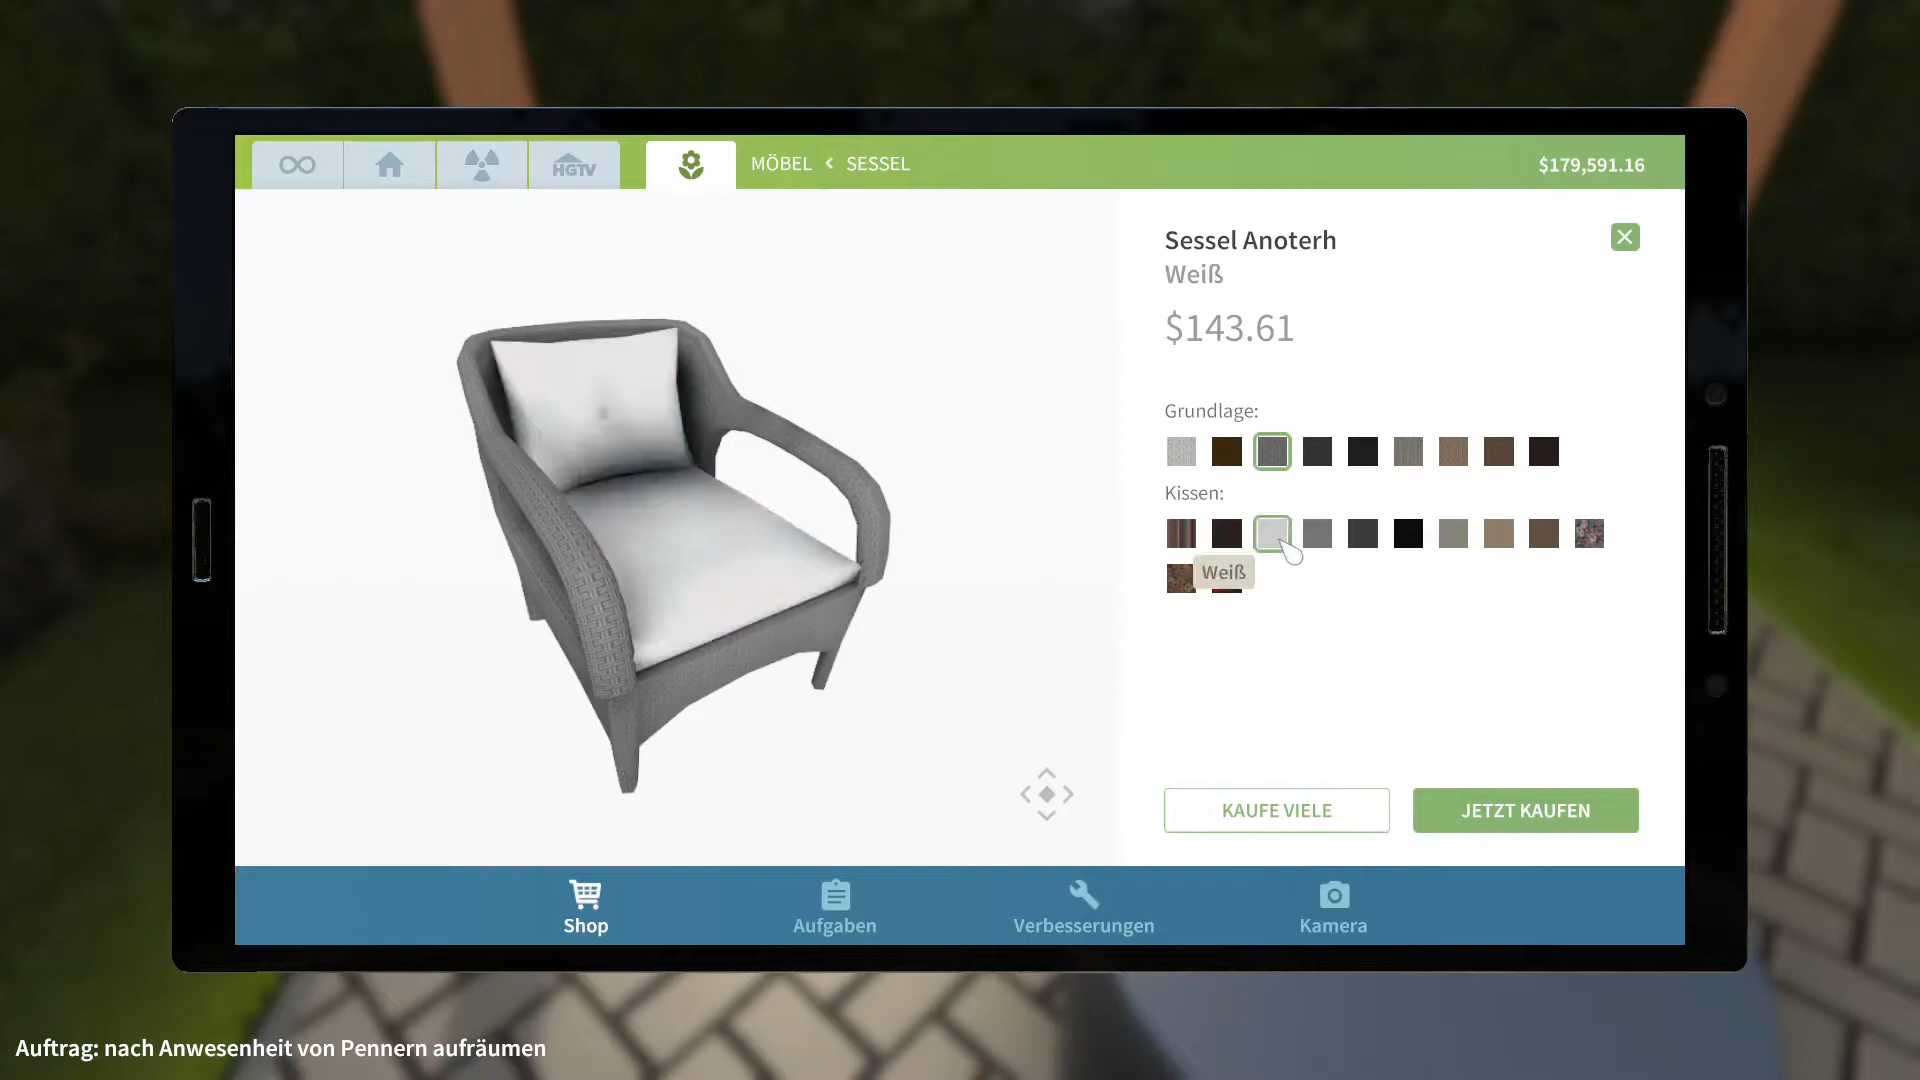 HGTV
MÖBEL < SESSEL
$179,591.16
Sessel Anoterh
Weiß
$143.61
Grundlage:
Kissen:
Weiß
KAUFE VIELE
JETZT KAUFEN
Shop
Aufgaben
Verbesserungen
Kamera
Auftrag: nach Anwesenheit von Pennern aufräumen